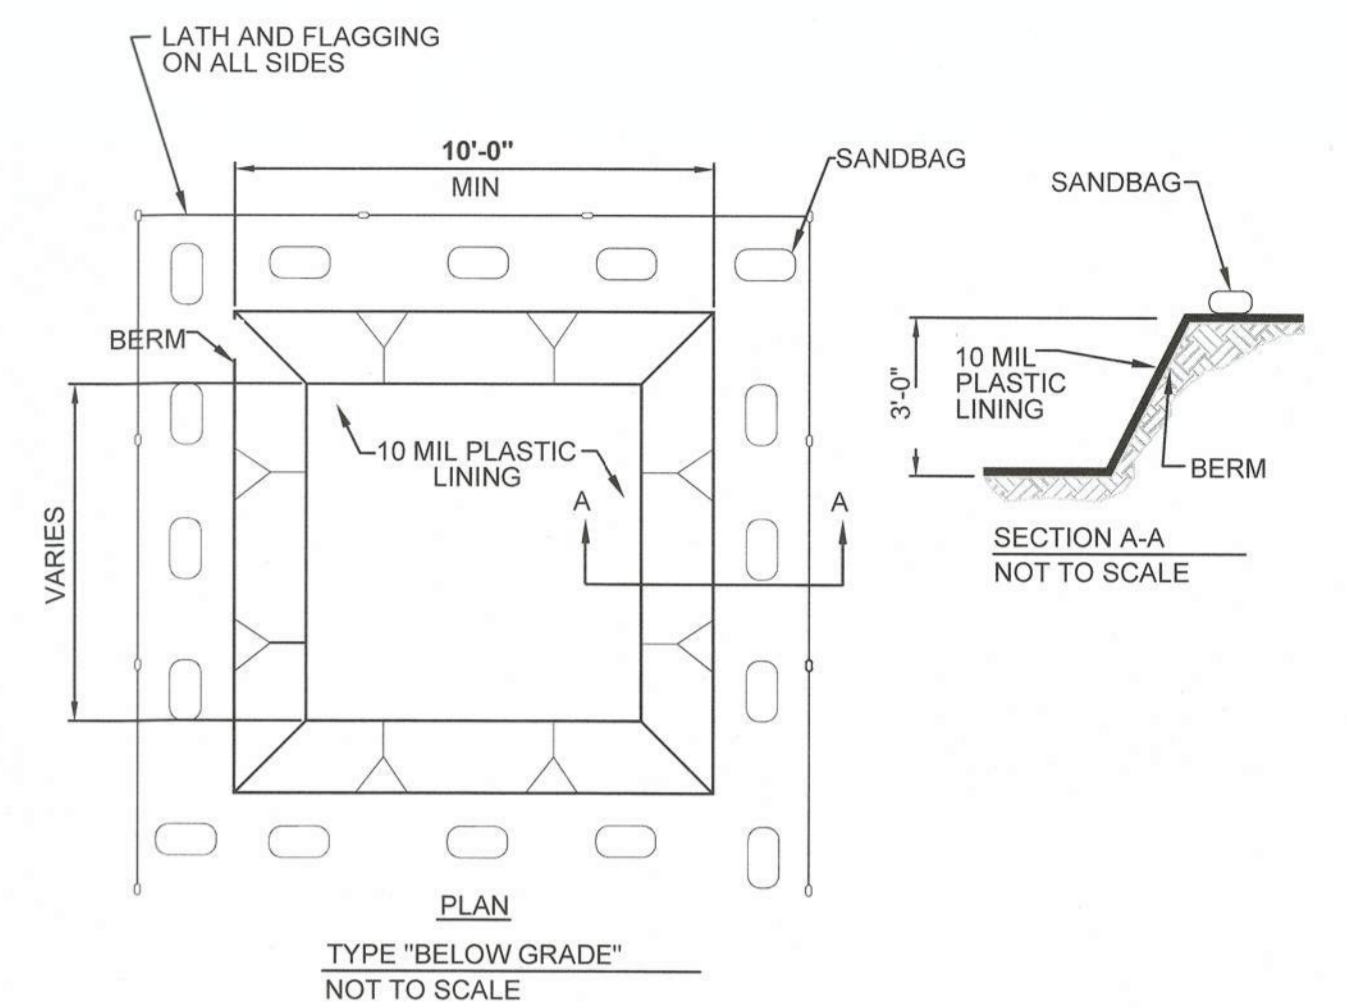 LATH AND FLAGGING
ON ALL SIDES
10'-0"
MIN
SANDBAG
BERM
10 MIL PLASTIC
LINING
A
A
VARIES
PLAN
TYPE "BELOW GRADE"
NOT TO SCALE
SANDBAG
10 MIL
PLASTIC
LINING
3'-0"
BERM
SECTION A-A
NOT TO SCALE